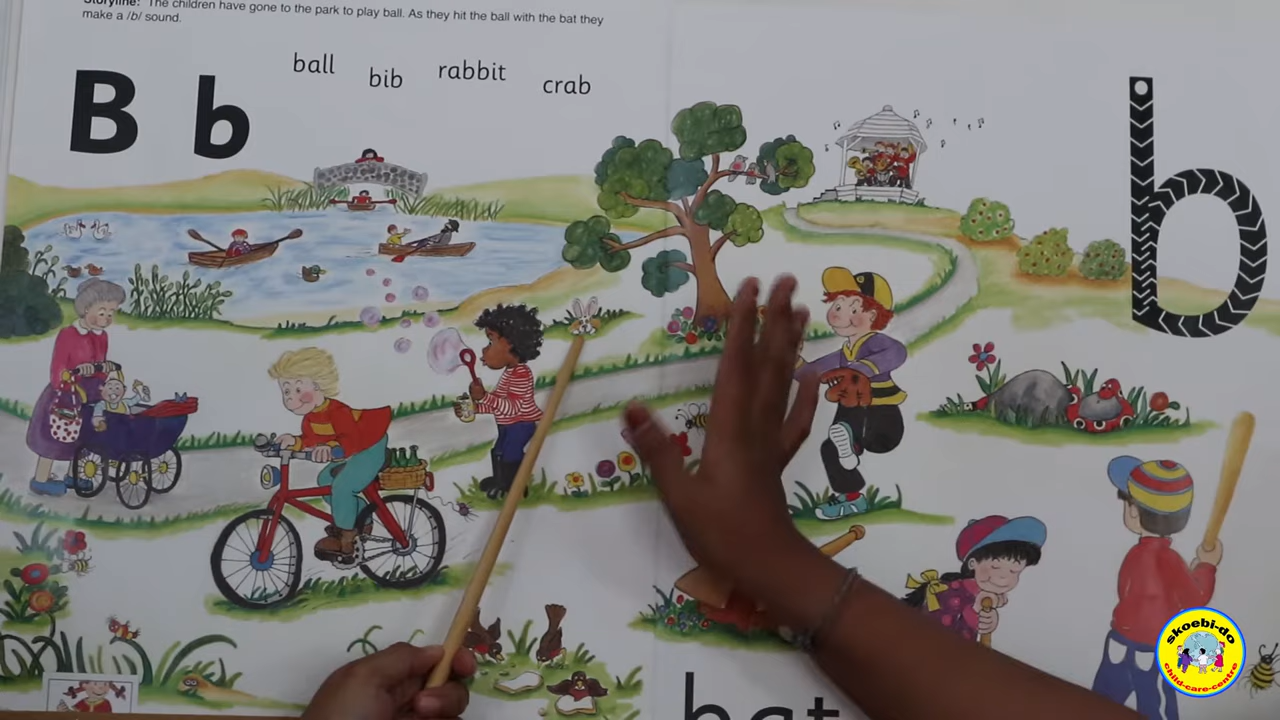 Storyline: The children have gone to the park to play ball. As they hit the ball with the bat they
make a /b/ sound.
B b
ball bib rabbit crab
b
bat
skoebi-do
child-care-centre